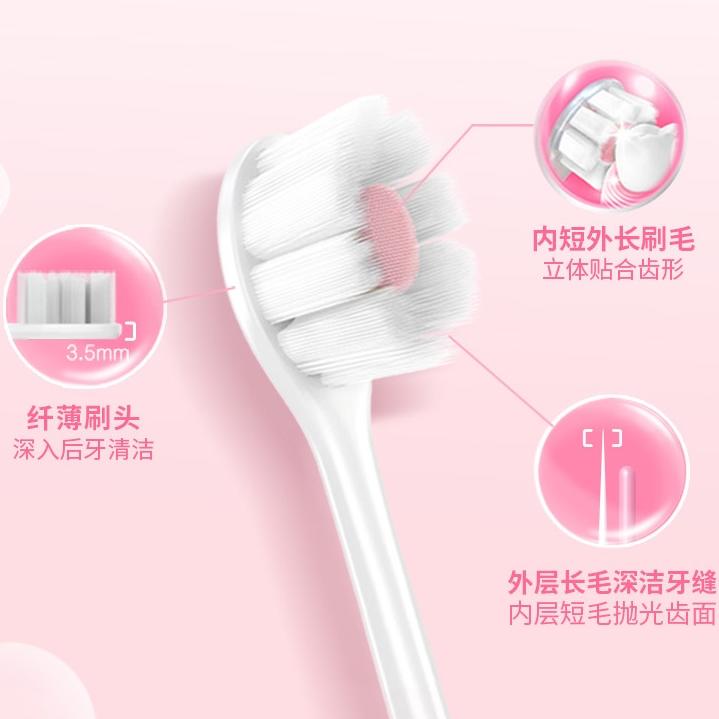 内短外长刷毛
立体贴合齿形
3.5mm
纤薄刷头
深入后牙清洁
外层长毛深洁牙缝
内层短毛抛光齿面